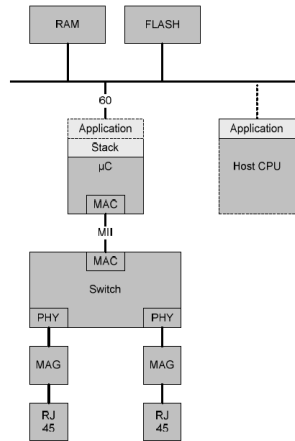 RAM
FLASH
60
Application
Stack
µC
MAC
Application
Host CPU
MII
MAC
Switch
PHY
PHY
MAG
MAG
RJ
45
RJ
45